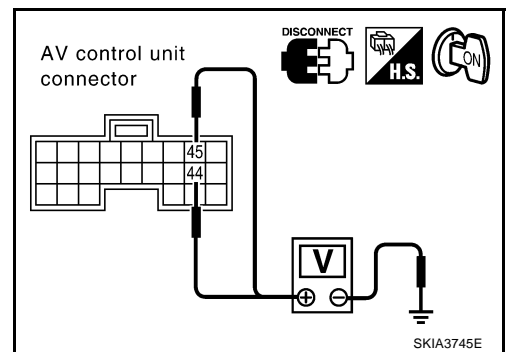 DISCONNECT
AV control unit
connector
H.S.
ON
45
44
V
+ −
SKIA3745E